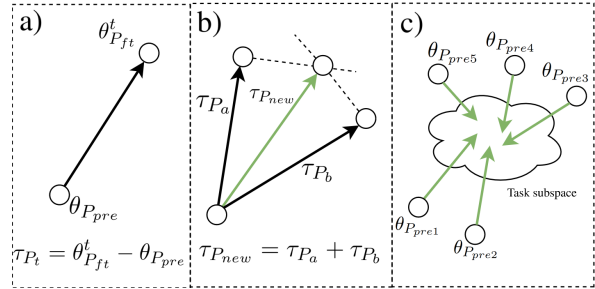 a)
θ^t_{P_{ft}}
θ_{P_{pre}}
τ_{P_t} = θ^t_{P_{ft}} − θ_{P_{pre}}
b)
τ_{P_a}
τ_{P_{new}}
τ_{P_b}
τ_{P_{new}} = τ_{P_a} + τ_{P_b}
c)
θ_{P_{pre4}}
θ_{P_{pre5}}
θ_{P_{pre3}}
Task subspace
θ_{P_{pre1}}
θ_{P_{pre2}}